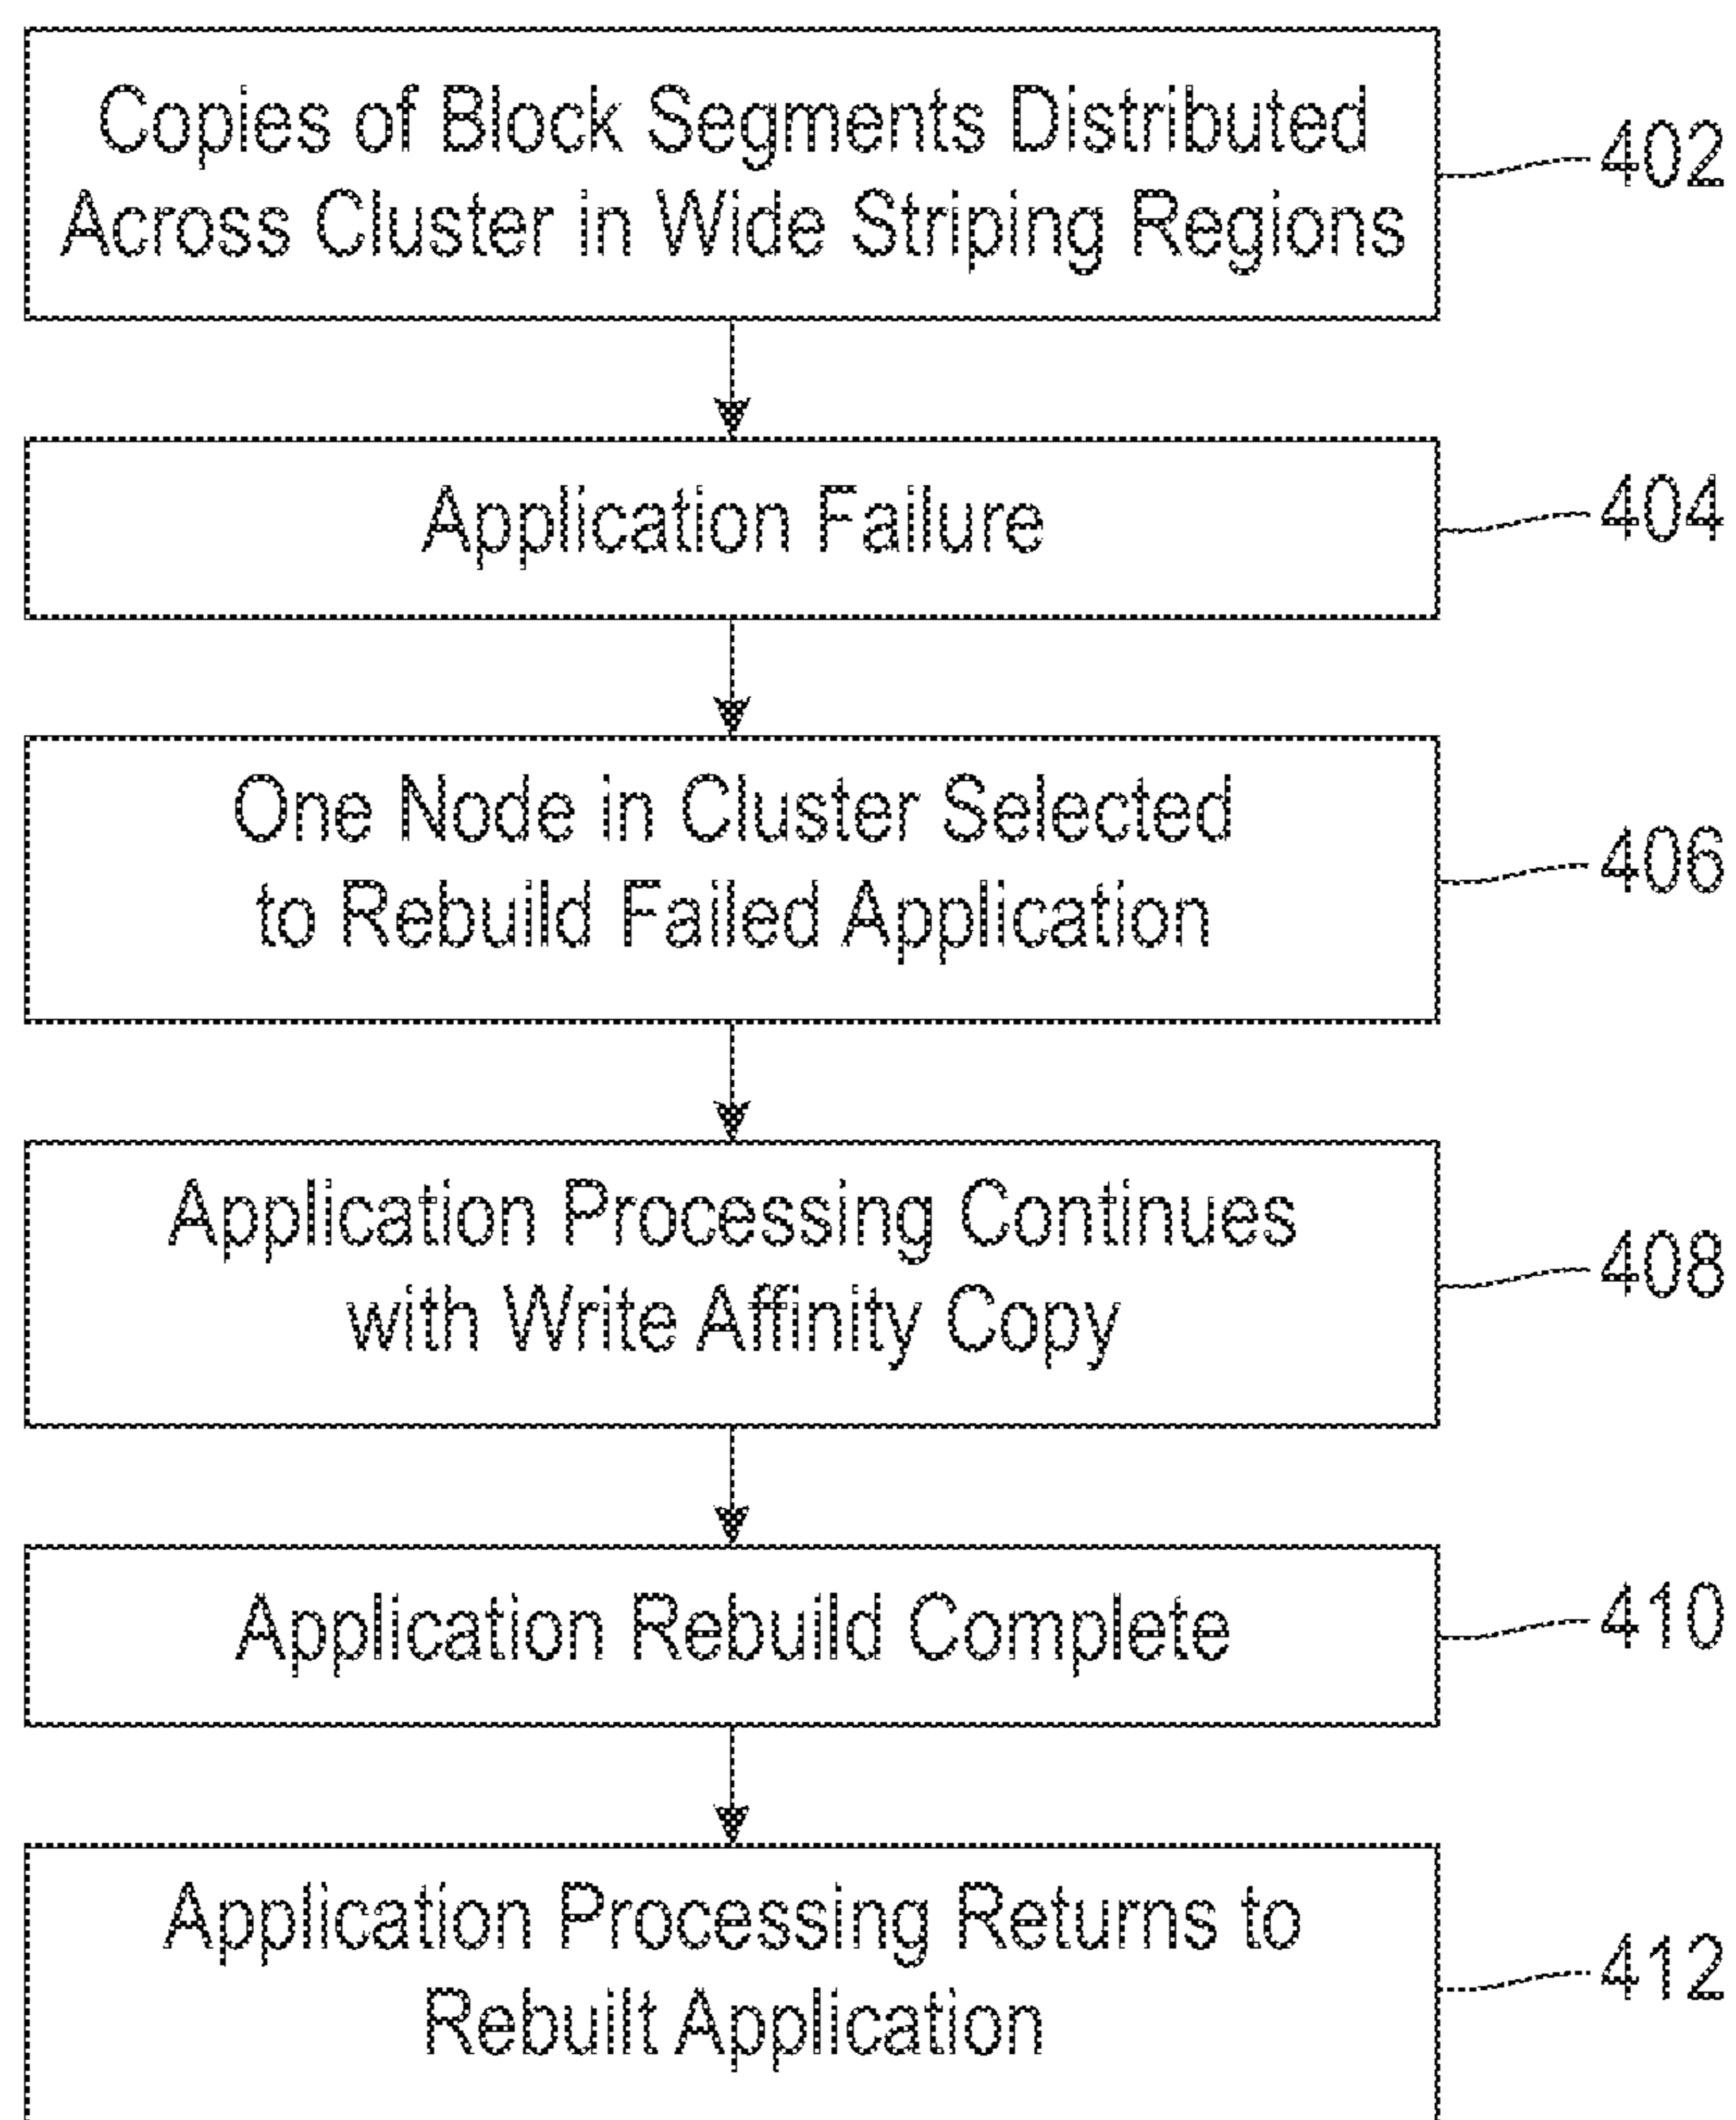 Copies of Block Segments Distributed
Across Cluster in Wide Striping Regions
402
Application Failure
404
One Node in Cluster Selected
to Rebuild Failed Application
406
Application Processing Continues
with Write Affinity Copy
408
Application Rebuild Complete
410
Application Processing Returns to
Rebuilt Application
412